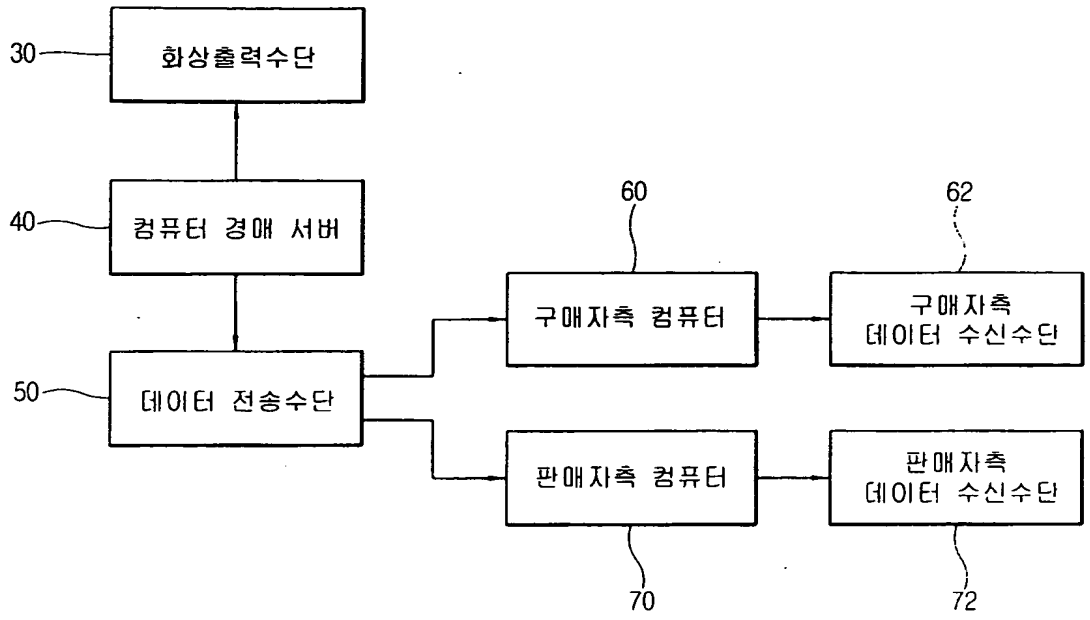 30
화상출력수단
40
컴퓨터 경매 서버
60
62
구매자측 컴퓨터
구매자측
데이터 수신수단
50
데이터 전송수단
판매자측 컴퓨터
판매자측
데이터 수신수단
70
72